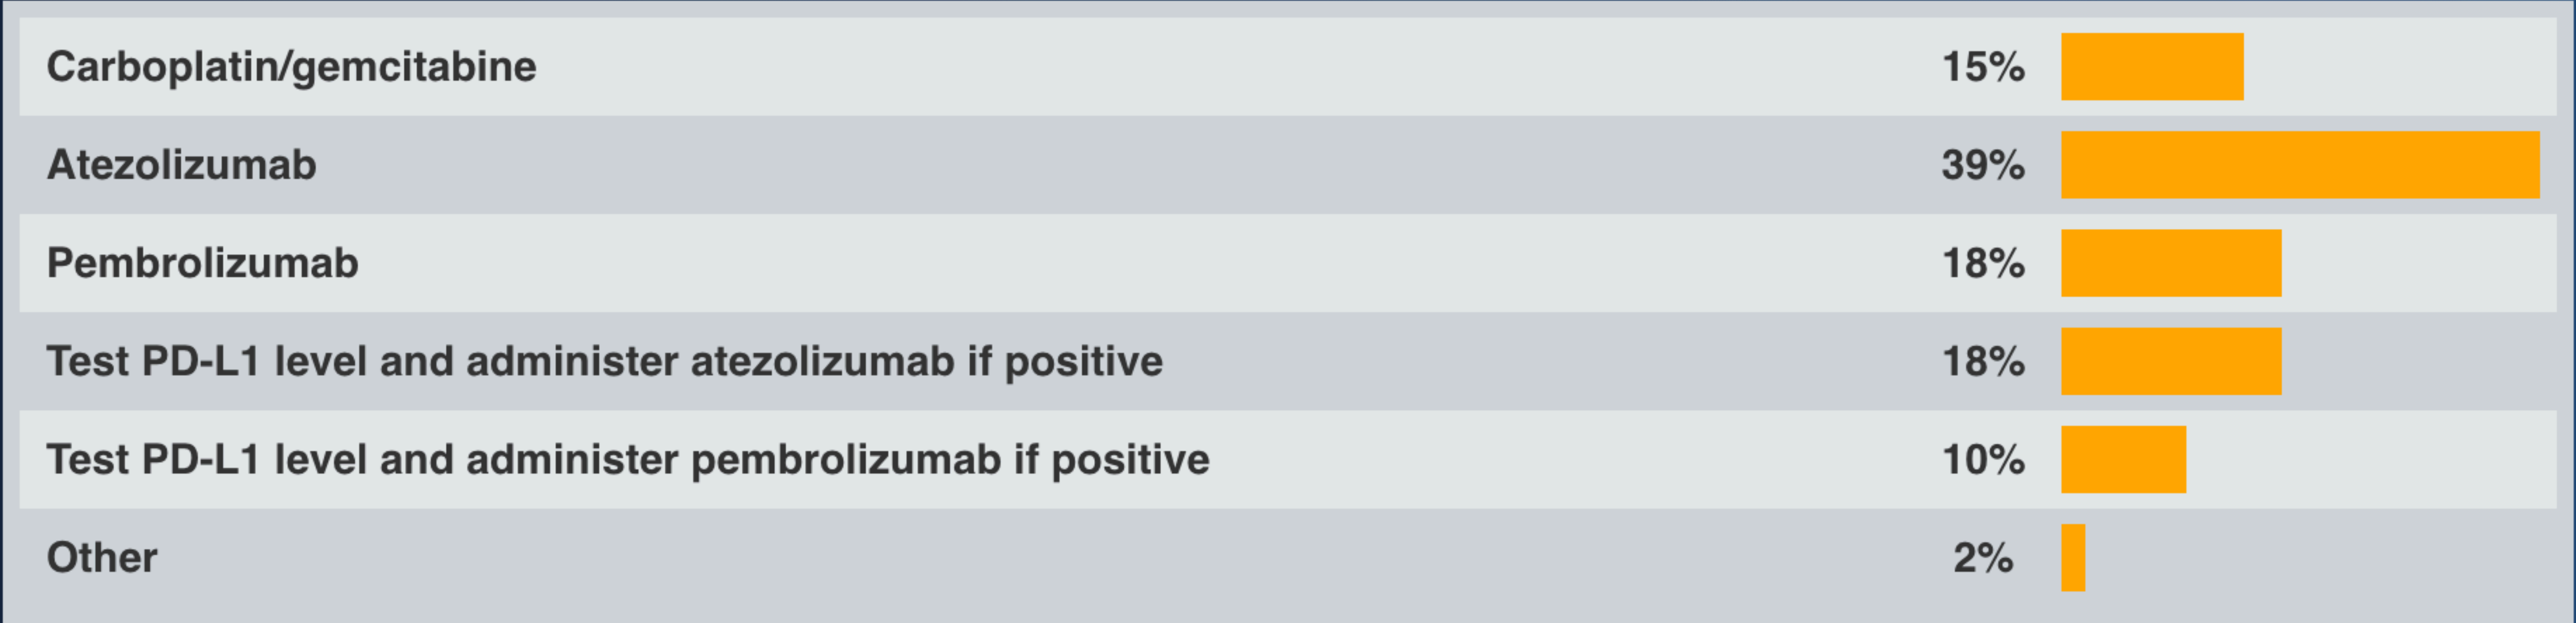 Carboplatin/gemcitabine 15%
Atezolizumab 39%
Pembrolizumab 18%
Test PD-L1 level and administer atezolizumab if positive 18%
Test PD-L1 level and administer pembrolizumab if positive 10%
Other 2%